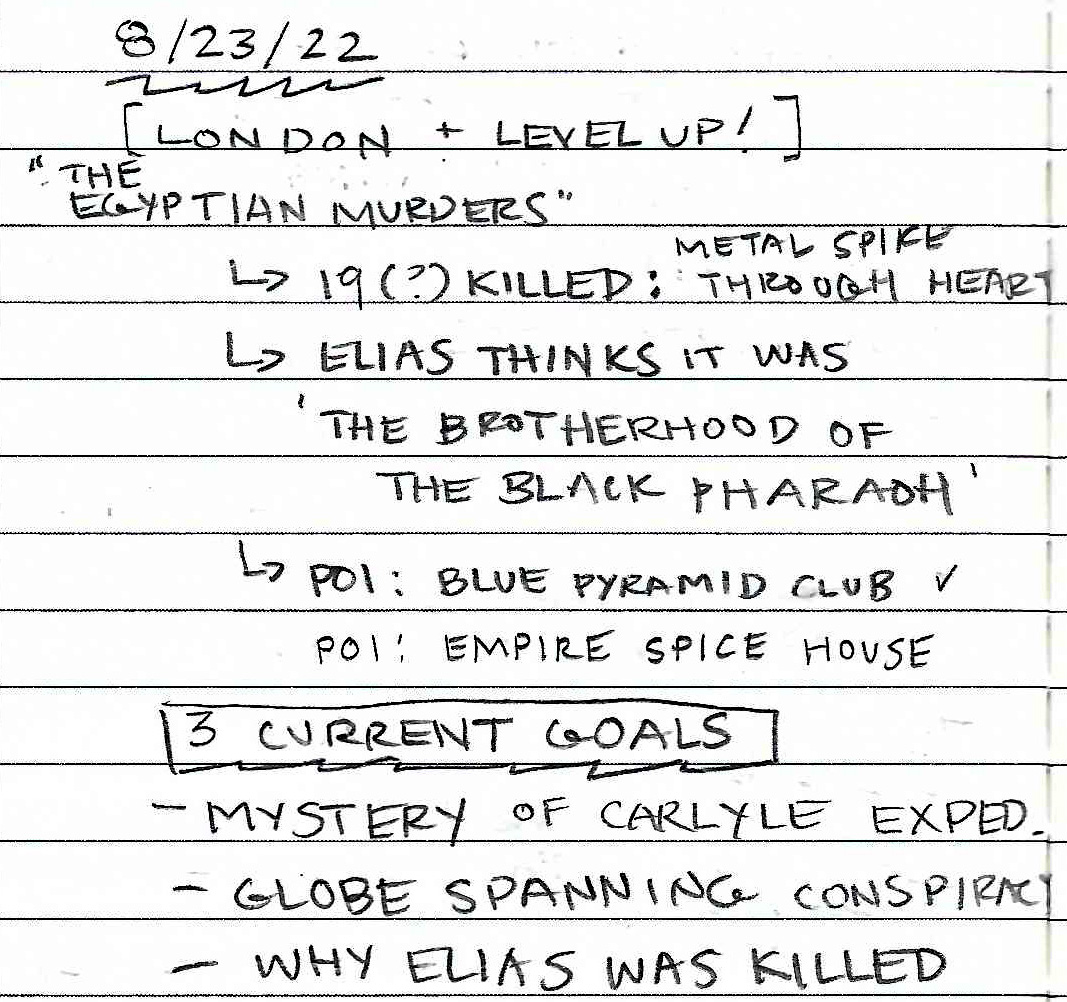 8/23/22
[LONDON + LEVEL UP!]
"THE
EGYPTIAN MURDERS"
METAL SPIKE
↳ 19(?) KILLED: THROUGH HEART
↳ ELIAS THINKS IT WAS
'THE BROTHERHOOD OF
THE BLACK PHARAOH'
↳ POI: BLUE PYRAMID CLUB ✓
POI: EMPIRE SPICE HOUSE
3 CURRENT GOALS
- MYSTERY OF CARLYLE EXPED.
- GLOBE SPANNING CONSPIRACY
- WHY ELIAS WAS KILLED